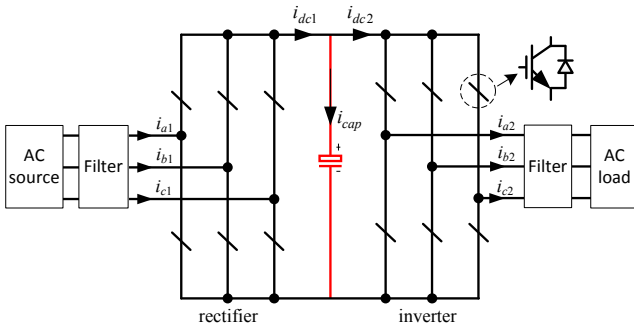 i_dc1
i_dc2
i_cap
+
-
AC
source
Filter
i_a1
i_b1
i_c1
i_a2
i_b2
i_c2
Filter
AC
load
rectifier
inverter